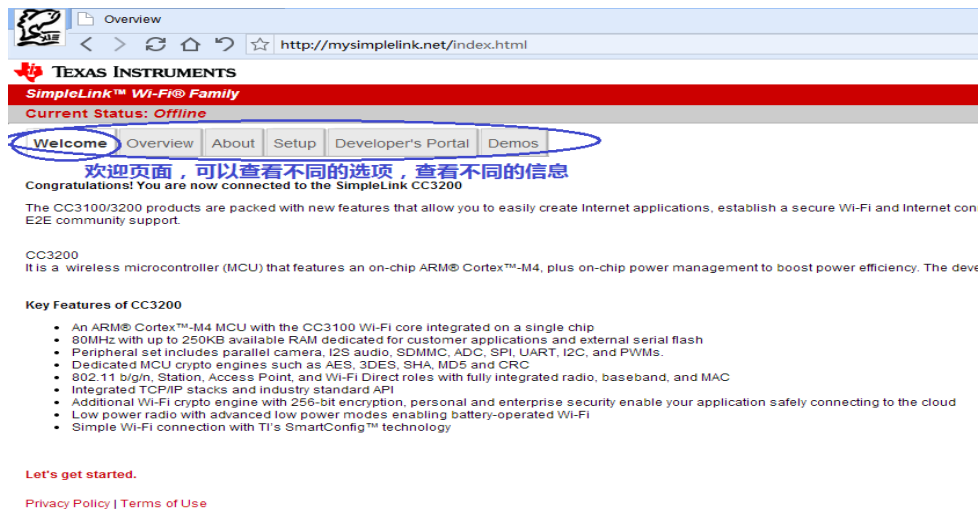 Overview
http://mysimplelink.net/index.html
TEXAS INSTRUMENTS
SimpleLink™ Wi-Fi® Family
Current Status: Offline
Welcome Overview About Setup Developer's Portal Demos
欢迎页面，可以查看不同的选项，查看不同的信息
Congratulations! You are now connected to the SimpleLink CC3200
The CC3100/3200 products are packed with new features that allow you to easily create Internet applications, establish a secure Wi-Fi and Internet con
E2E community support.
CC3200
It is a wireless microcontroller (MCU) that features an on-chip ARM® Cortex™-M4, plus on-chip power management to boost power efficiency. The deve
Key Features of CC3200
• An ARM® Cortex™-M4 MCU with the CC3100 Wi-Fi core integrated on a single chip
• 80MHz with up to 250KB available RAM dedicated for customer applications and external serial flash
• Peripheral set includes parallel camera, I2S audio, SDMMC, ADC, SPI, UART, I2C, and PWMs.
• Dedicated MCU crypto engines such as AES, 3DES, SHA, MD5 and CRC
• 802.11 b/g/n, Station, Access Point, and Wi-Fi Direct roles with fully integrated radio, baseband, and MAC
• Integrated TCP/IP stacks and industry standard API
• Additional Wi-Fi crypto engine with 256-bit encryption, personal and enterprise security enable your application safely connecting to the cloud
• Low power radio with advanced low power modes enabling battery-operated Wi-Fi
• Simple Wi-Fi connection with TI's SmartConfig™ technology
Let's get started.
Privacy Policy | Terms of Use